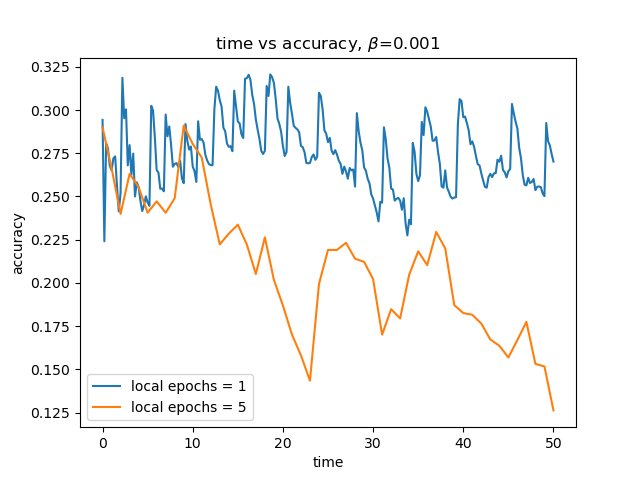 time vs accuracy, β=0.001
accuracy
0.325
0.300
0.275
0.250
0.225
0.200
0.175
0.150
0.125
local epochs = 1
local epochs = 5
0 10 20 30 40 50
time